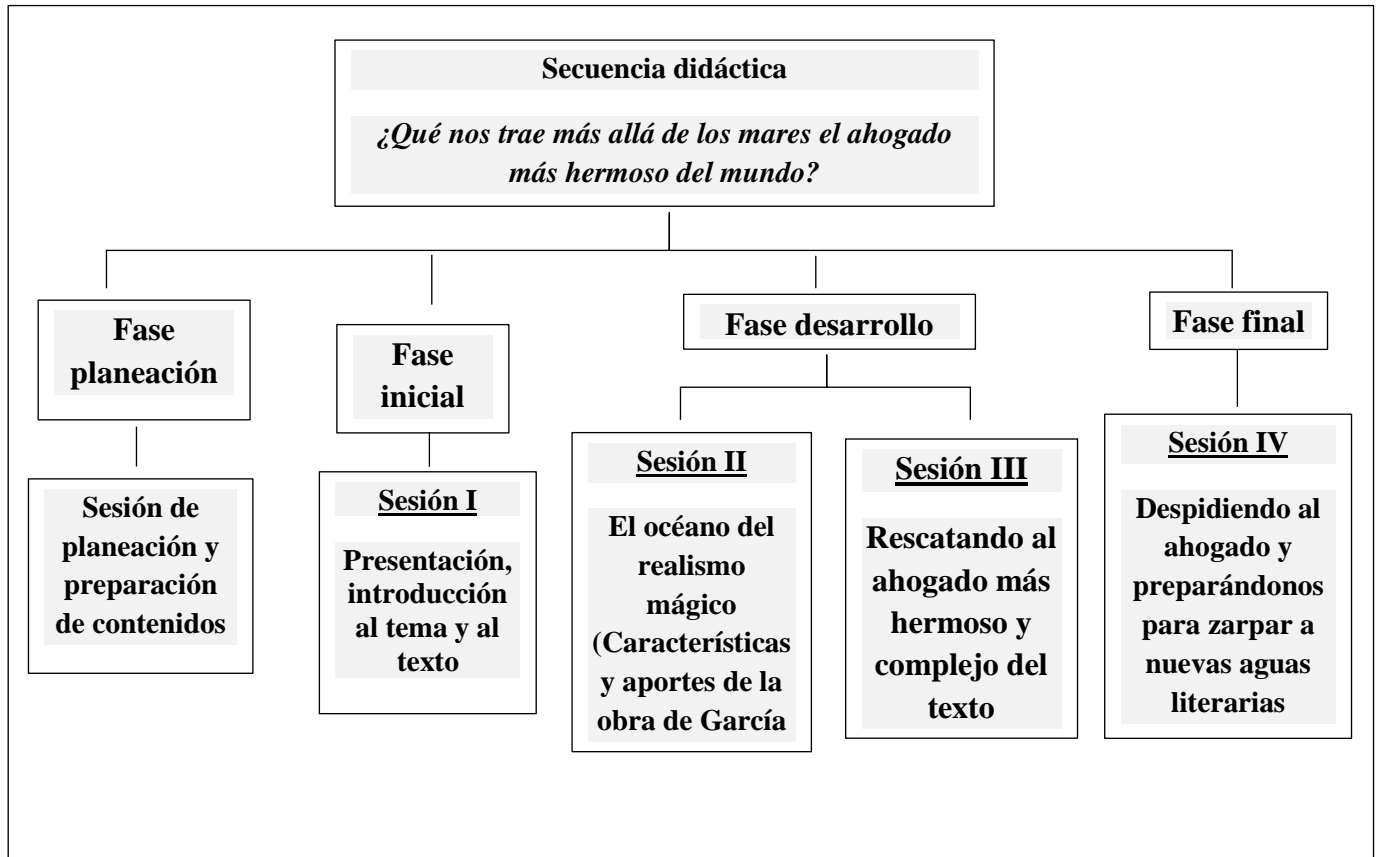 Secuencia didáctica
¿Qué nos trae más allá de los mares el ahogado
más hermoso del mundo?
Fase
planeación
Fase
inicial
Fase desarrollo
Fase final
Sesión de
planeación y
preparación
de contenidos
Sesión I
Presentación,
introducción
al tema y al
texto
Sesión II
El océano del
realismo
mágico
(Características
y aportes de la
obra de García
Sesión III
Rescatando al
ahogado más
hermoso y
complejo del
texto
Sesión IV
Despidiendo al
ahogado y
preparándonos
para zarpar a
nuevas aguas
literarias